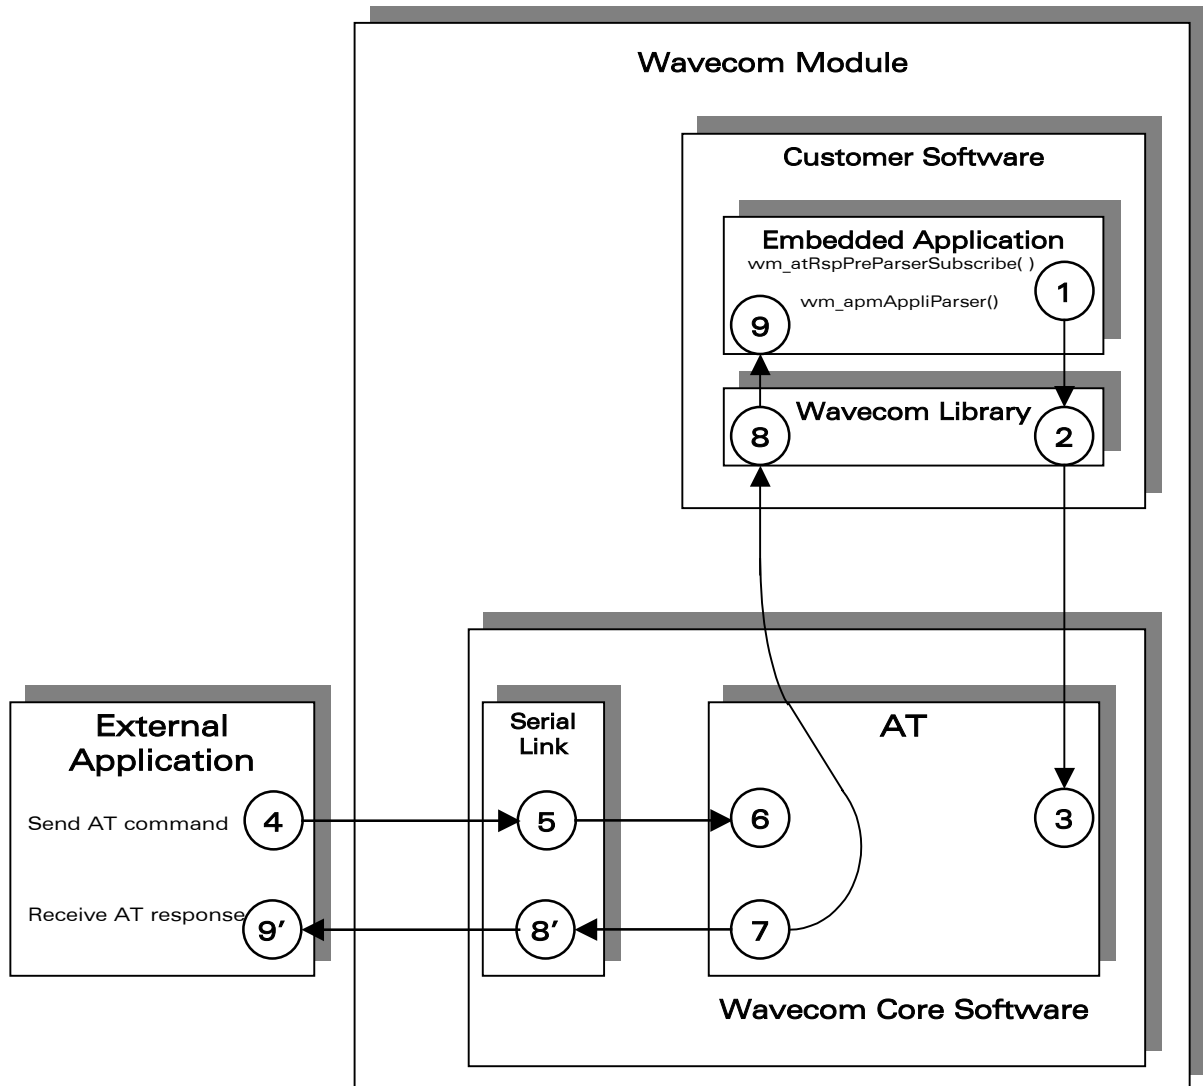 Wavecom Module
Customer Software
Embedded Application
wm_atRspPreParserSubscribe( )
1
wm_apmAppliParser()
9
Wavecom Library
8
2
External
Application
Serial
Link
AT
Send AT command
4
5
6
3
Receive AT response
9’
8’
7
Wavecom Core Software